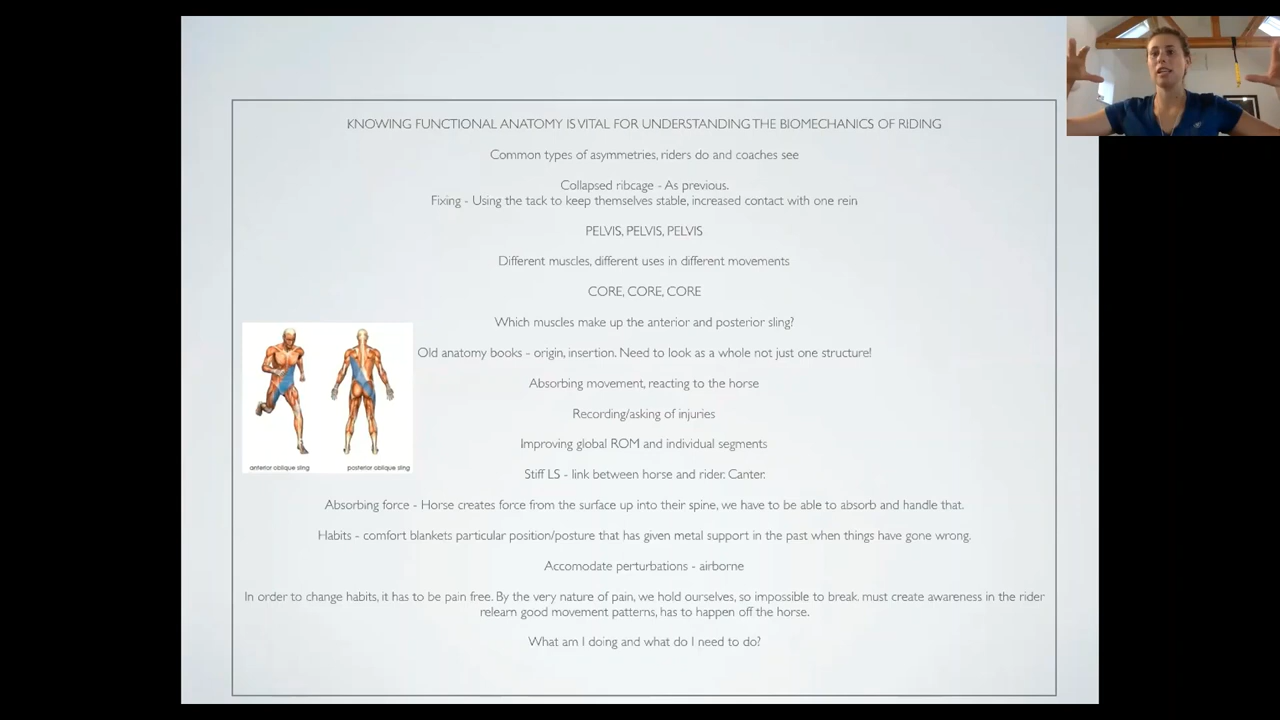 KNOWING FUNCTIONAL ANATOMY IS VITAL FOR UNDERSTANDING THE BIOMECHANICS OF RIDING
Common types of asymmetries, riders do and coaches see
Collapsed ribcage - As previous.
Fixing - Using the tack to keep themselves stable, increased contact with one rein
PELVIS, PELVIS, PELVIS
Different muscles, different uses in different movements
CORE, CORE, CORE
Which muscles make up the anterior and posterior sling?
Old anatomy books - origin, insertion. Need to look as a whole not just one structure!
Absorbing movement, reacting to the horse
Recording/asking of injuries
Improving global ROM and individual segments
anterior oblique sling posterior oblique sling
Stiff LS - link between horse and rider. Canter.
Absorbing force - Horse creates force from the surface up into their spine, we have to be able to absorb and handle that.
Habits - comfort blankets particular position/posture that has given metal support in the past when things have gone wrong.
Accomodate perturbations - airborne
In order to change habits, it has to be pain free. By the very nature of pain, we hold ourselves, so impossible to break. must create awareness in the rider
relearn good movement patterns, has to happen off the horse.
What am I doing and what do I need to do?